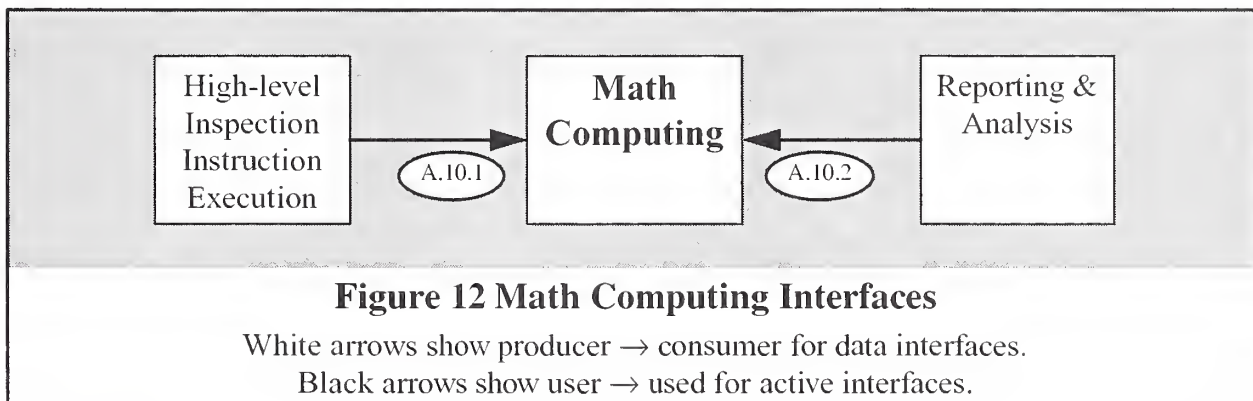 High-level
Inspection
Instruction
Execution
A.10.1
Math
Computing
A.10.2
Reporting &
Analysis
Figure 12 Math Computing Interfaces
White arrows show producer → consumer for data interfaces.
Black arrows show user → used for active interfaces.